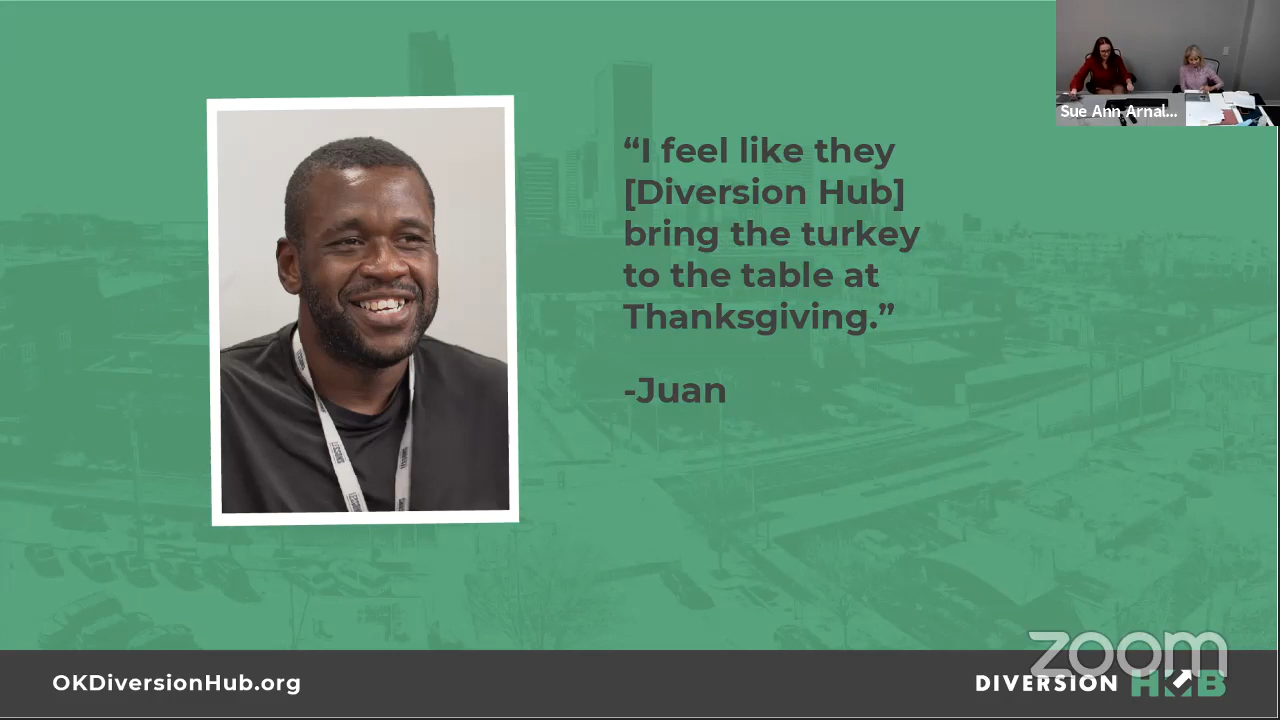 Sue Ann Arnal...
“I feel like they
[Diversion Hub]
bring the turkey
to the table at
Thanksgiving.”
-Juan
OKDiversionHub.org
zoom
DIVERSION HUB